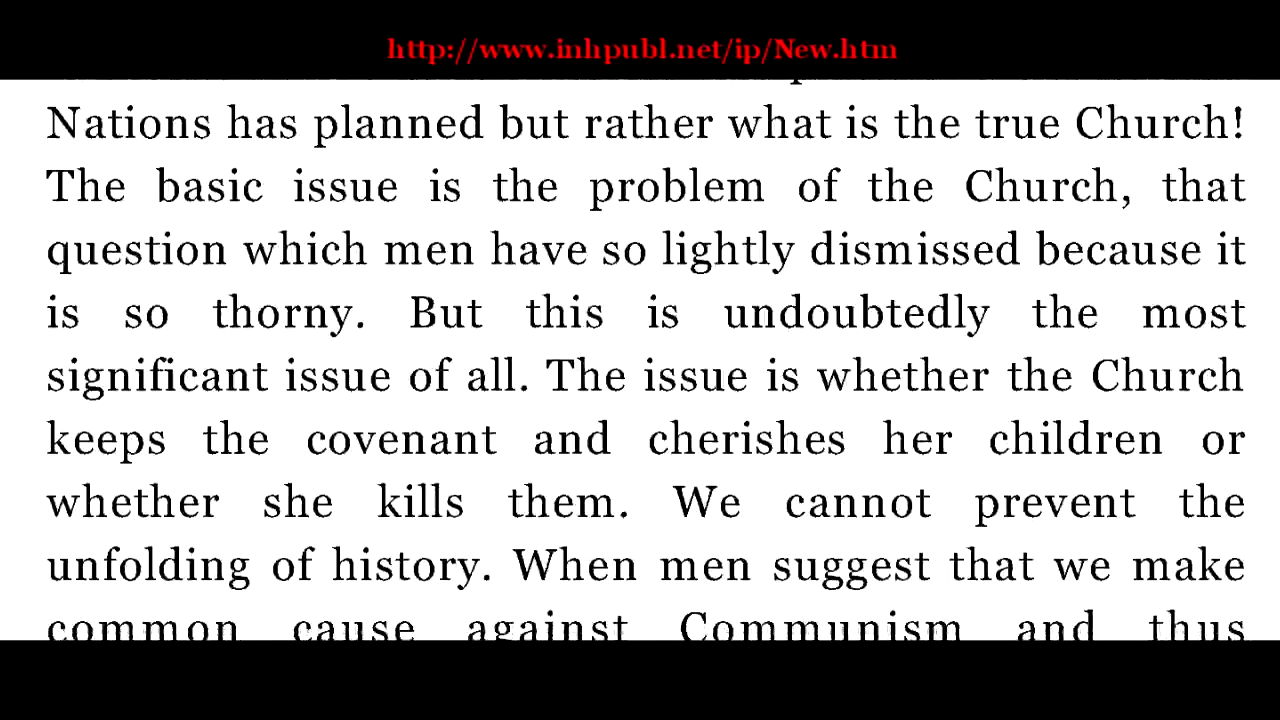 http://www.inhpubl.net/ip/New.htm
Nations has planned but rather what is the true Church!
The basic issue is the problem of the Church, that
question which men have so lightly dismissed because it
is so thorny. But this is undoubtedly the most
significant issue of all. The issue is whether the Church
keeps the covenant and cherishes her children or
whether she kills them. We cannot prevent the
unfolding of history. When men suggest that we make
common cause against Communism and thus